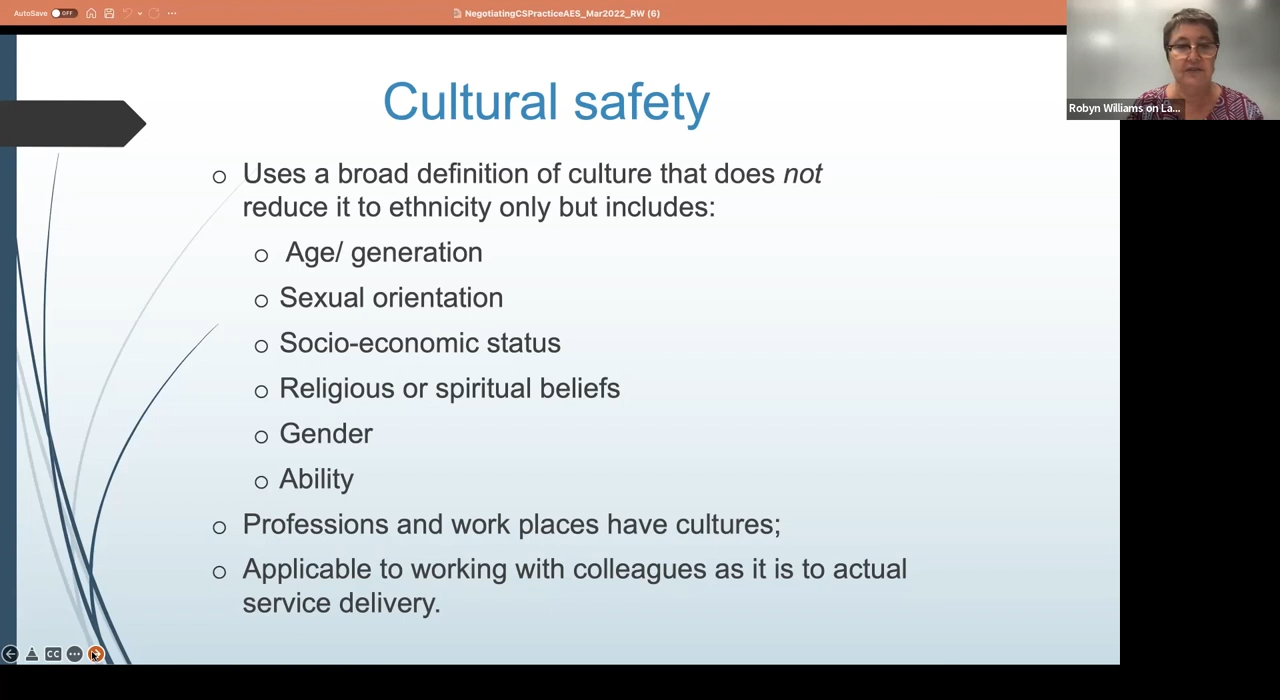 AutoSave OFF
NegotiatingCSPracticeAES_Mar2022_RW (6)
Robyn Williams on La...
Cultural safety
Uses a broad definition of culture that does not
reduce it to ethnicity only but includes:
Age/ generation
Sexual orientation
Socio-economic status
Religious or spiritual beliefs
Gender
Ability
Professions and work places have cultures;
Applicable to working with colleagues as it is to actual
service delivery.
CC